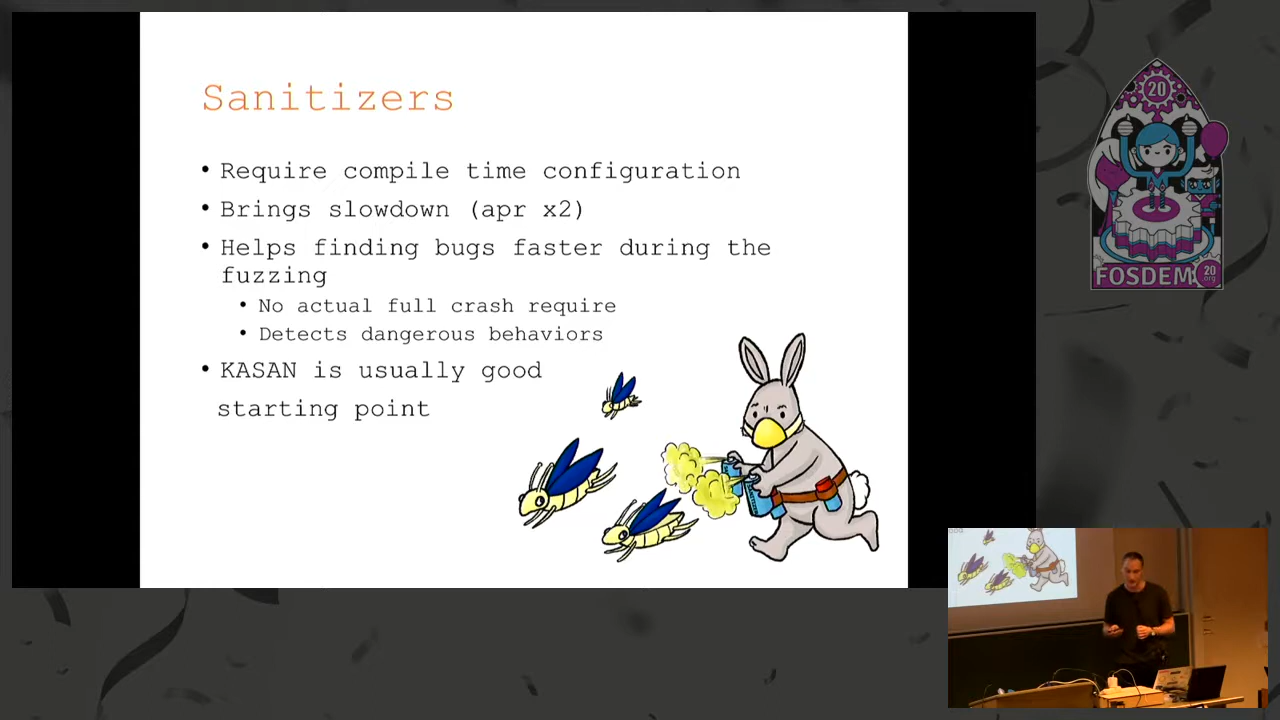 Sanitizers
• Require compile time configuration
• Brings slowdown (apr x2)
• Helps finding bugs faster during the
fuzzing
• No actual full crash require
• Detects dangerous behaviors
• KASAN is usually good
starting point
20
FOSDEM 20
.org